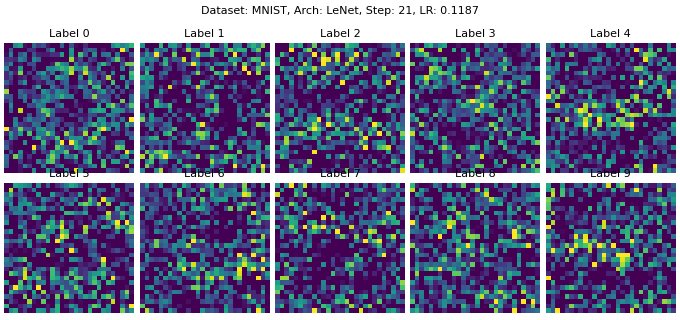 Dataset: MNIST, Arch: LeNet, Step: 21, LR: 0.1187
Label 0 Label 1 Label 2 Label 3 Label 4
Label 5 Label 6 Label 7 Label 8 Label 9